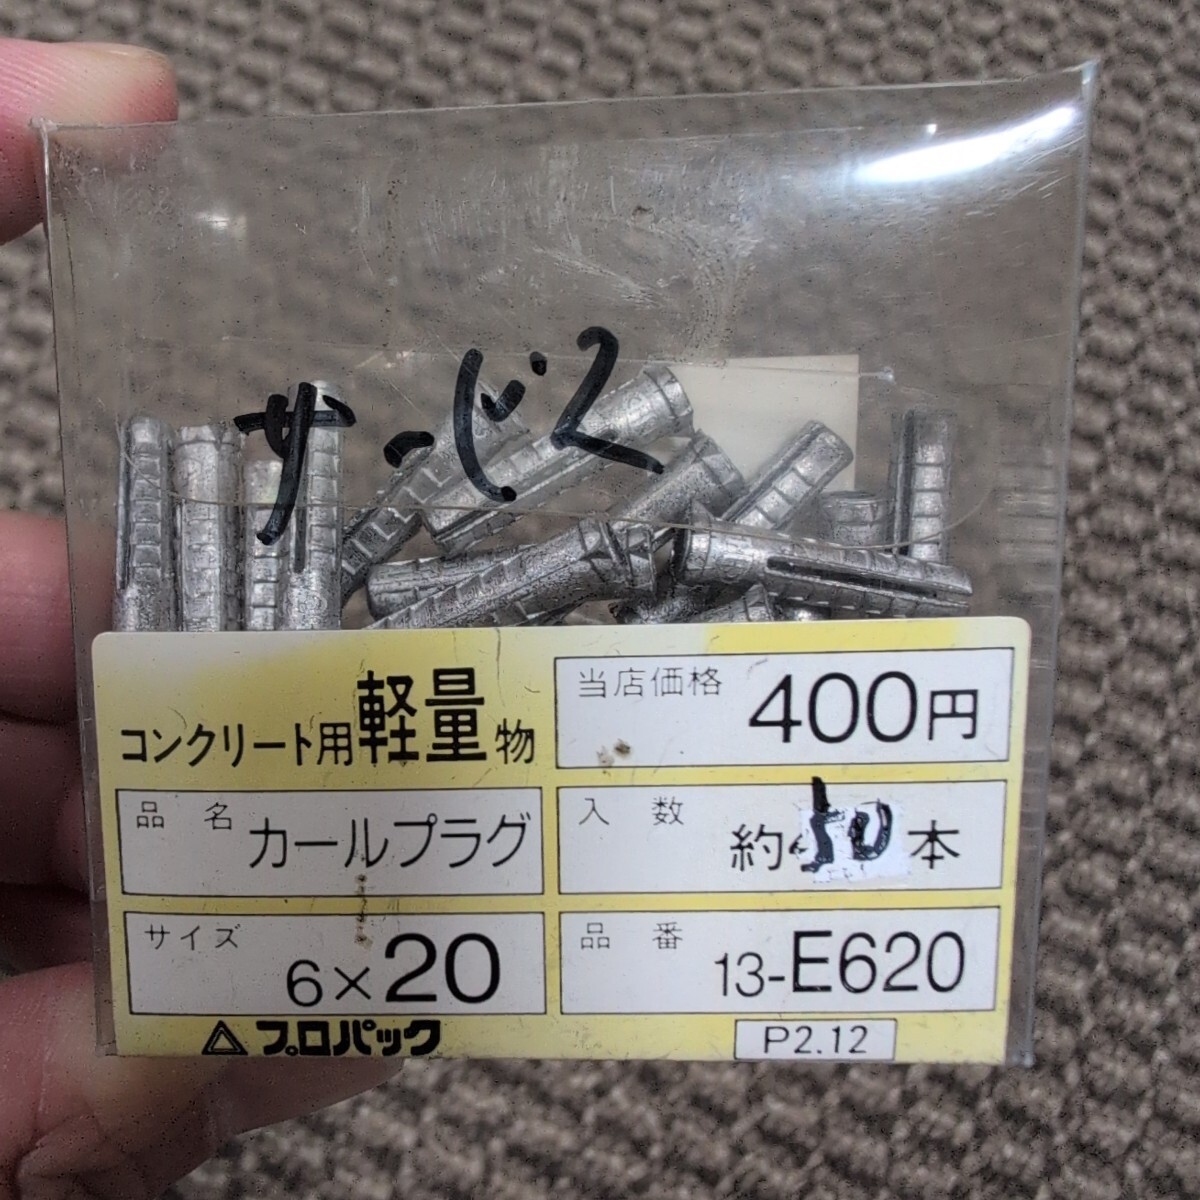 サービス
コンクリート用軽量物
当店価格 400円
品名 カールプラグ
入数 約50本
サイズ 6×20
品番 13-E620
プロパック
P2.12